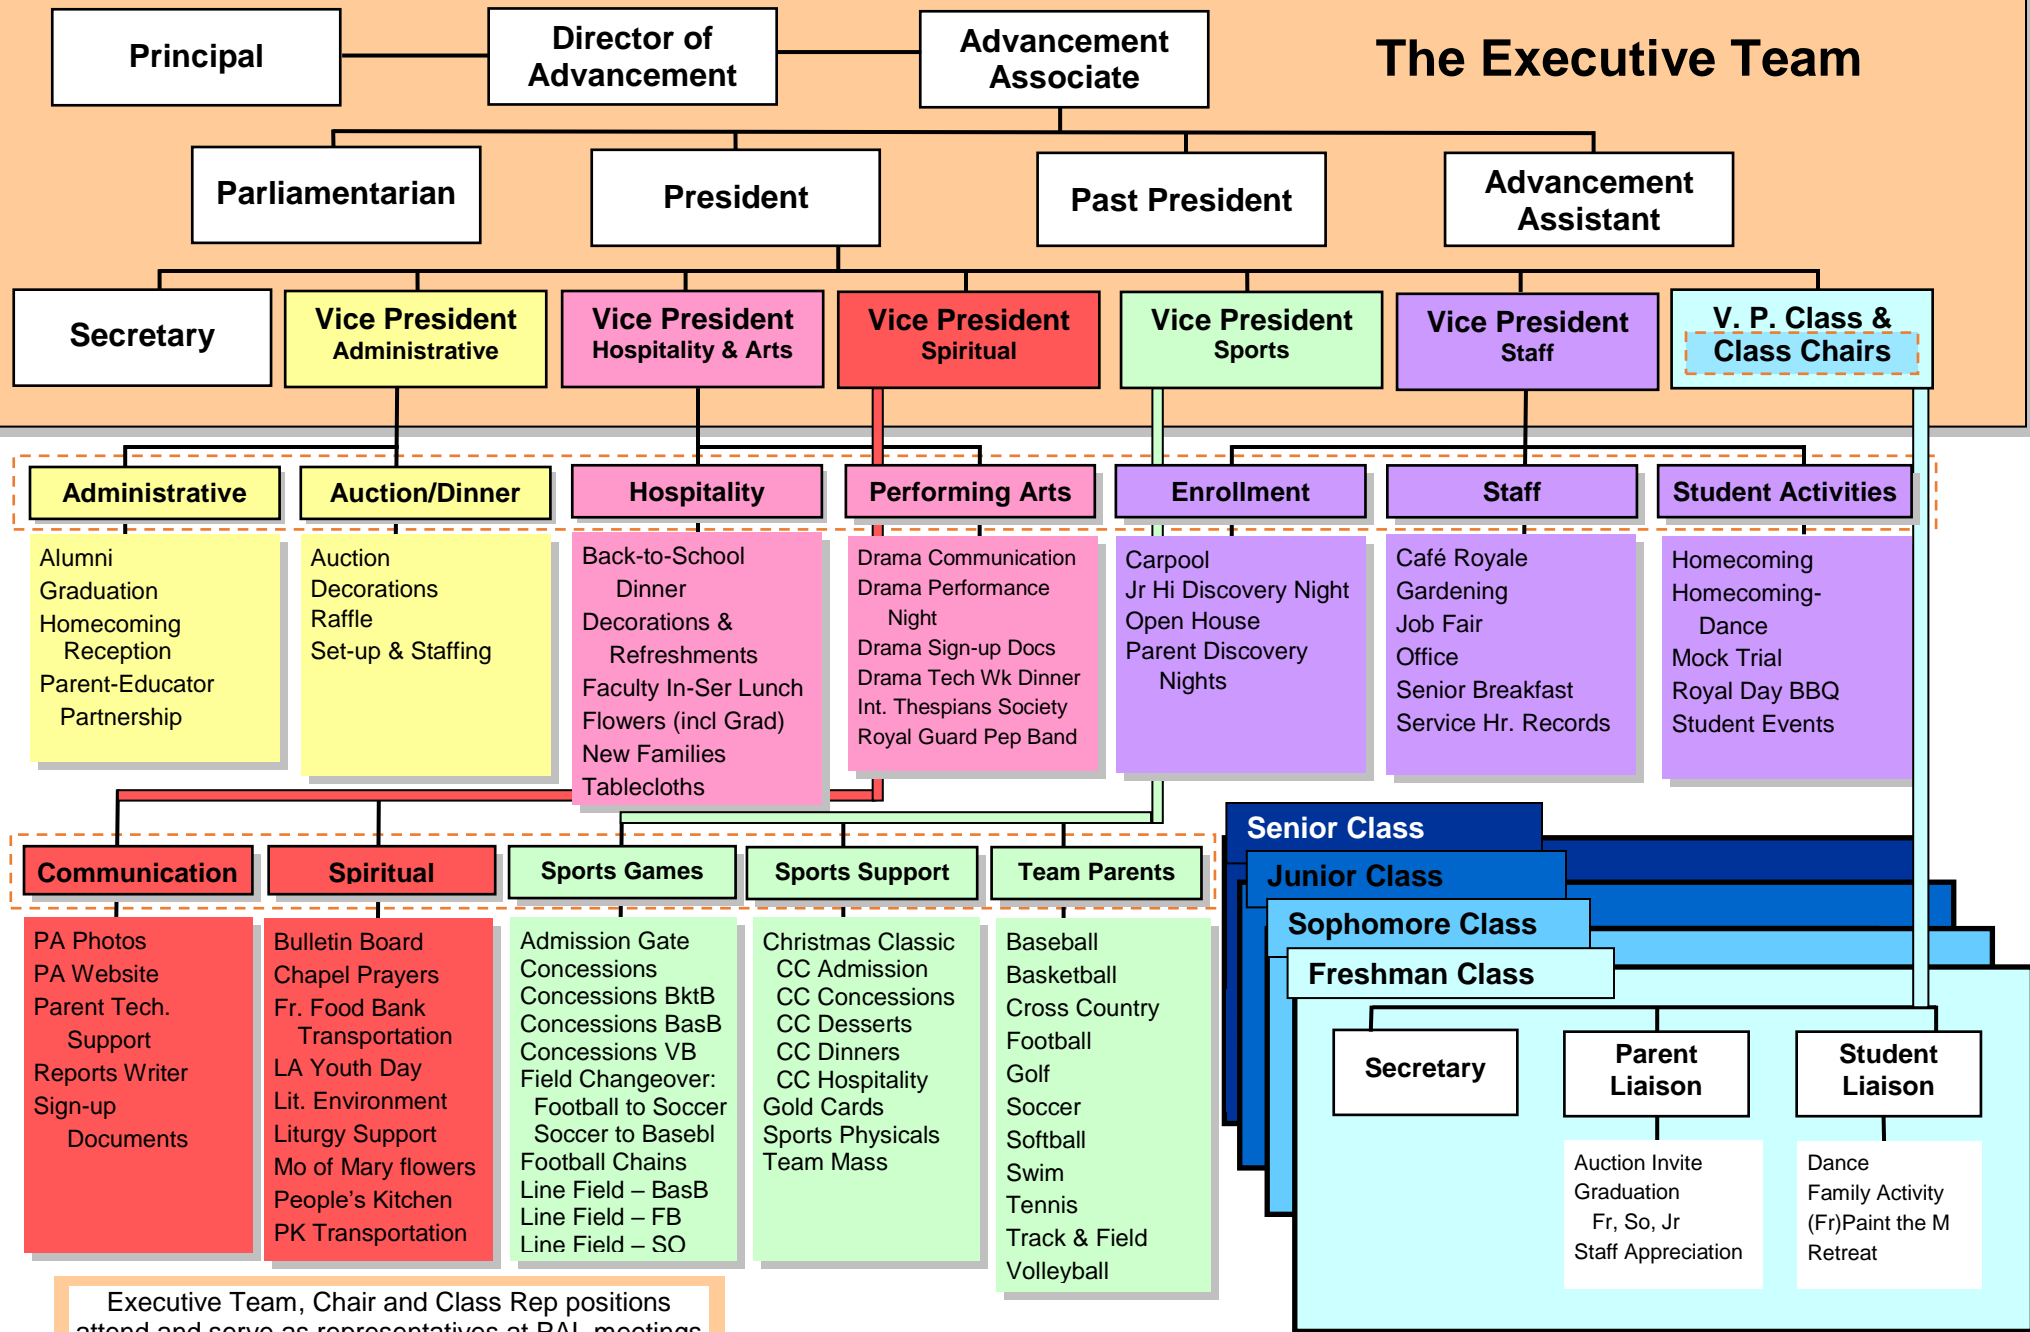 The Executive Team
Principal
Director of
Advancement
Advancement
Associate
Parliamentarian
President
Past President
Advancement
Assistant
Secretary
Vice President
Administrative
Vice President
Hospitality & Arts
Vice President
Spiritual
Vice President
Sports
Vice President
Staff
V. P. Class &
Class Chairs
Administrative
Alumni
Graduation
Homecoming
Reception
Parent-Educator
Partnership
Auction/Dinner
Auction
Decorations
Raffle
Set-up & Staffing
Hospitality
Back-to-School
Dinner
Decorations &
Refreshments
Faculty In-Ser Lunch
Flowers (incl Grad)
New Families
Tablecloths
Performing Arts
Drama Communication
Drama Performance
Night
Drama Sign-up Docs
Drama Tech Wk Dinner
Int. Thespians Society
Royal Guard Pep Band
Enrollment
Carpool
Jr Hi Discovery Night
Open House
Parent Discovery
Nights
Staff
Café Royale
Gardening
Job Fair
Office
Senior Breakfast
Service Hr. Records
Student Activities
Homecoming
Homecoming-
Dance
Mock Trial
Royal Day BBQ
Student Events
Communication
PA Photos
PA Website
Parent Tech.
Support
Reports Writer
Sign-up
Documents
Spiritual
Bulletin Board
Chapel Prayers
Fr. Food Bank
Transportation
LA Youth Day
Lit. Environment
Liturgy Support
Mo of Mary flowers
People’s Kitchen
PK Transportation
Sports Games
Admission Gate
Concessions
Concessions BktB
Concessions BasB
Concessions VB
Field Changeover:
Football to Soccer
Soccer to Basebl
Football Chains
Line Field – BasB
Line Field – FB
Line Field – SO
Sports Support
Christmas Classic
CC Admission
CC Concessions
CC Desserts
CC Dinners
CC Hospitality
Gold Cards
Sports Physicals
Team Mass
Team Parents
Baseball
Basketball
Cross Country
Football
Golf
Soccer
Softball
Swim
Tennis
Track & Field
Volleyball
Senior Class
Junior Class
Sophomore Class
Freshman Class
Secretary
Parent
Liaison
Auction Invite
Graduation
Fr, So, Jr
Staff Appreciation
Student
Liaison
Dance
Family Activity
(Fr)Paint the M
Retreat
Executive Team, Chair and Class Rep positions
attend and serve as representatives at PAL meetings